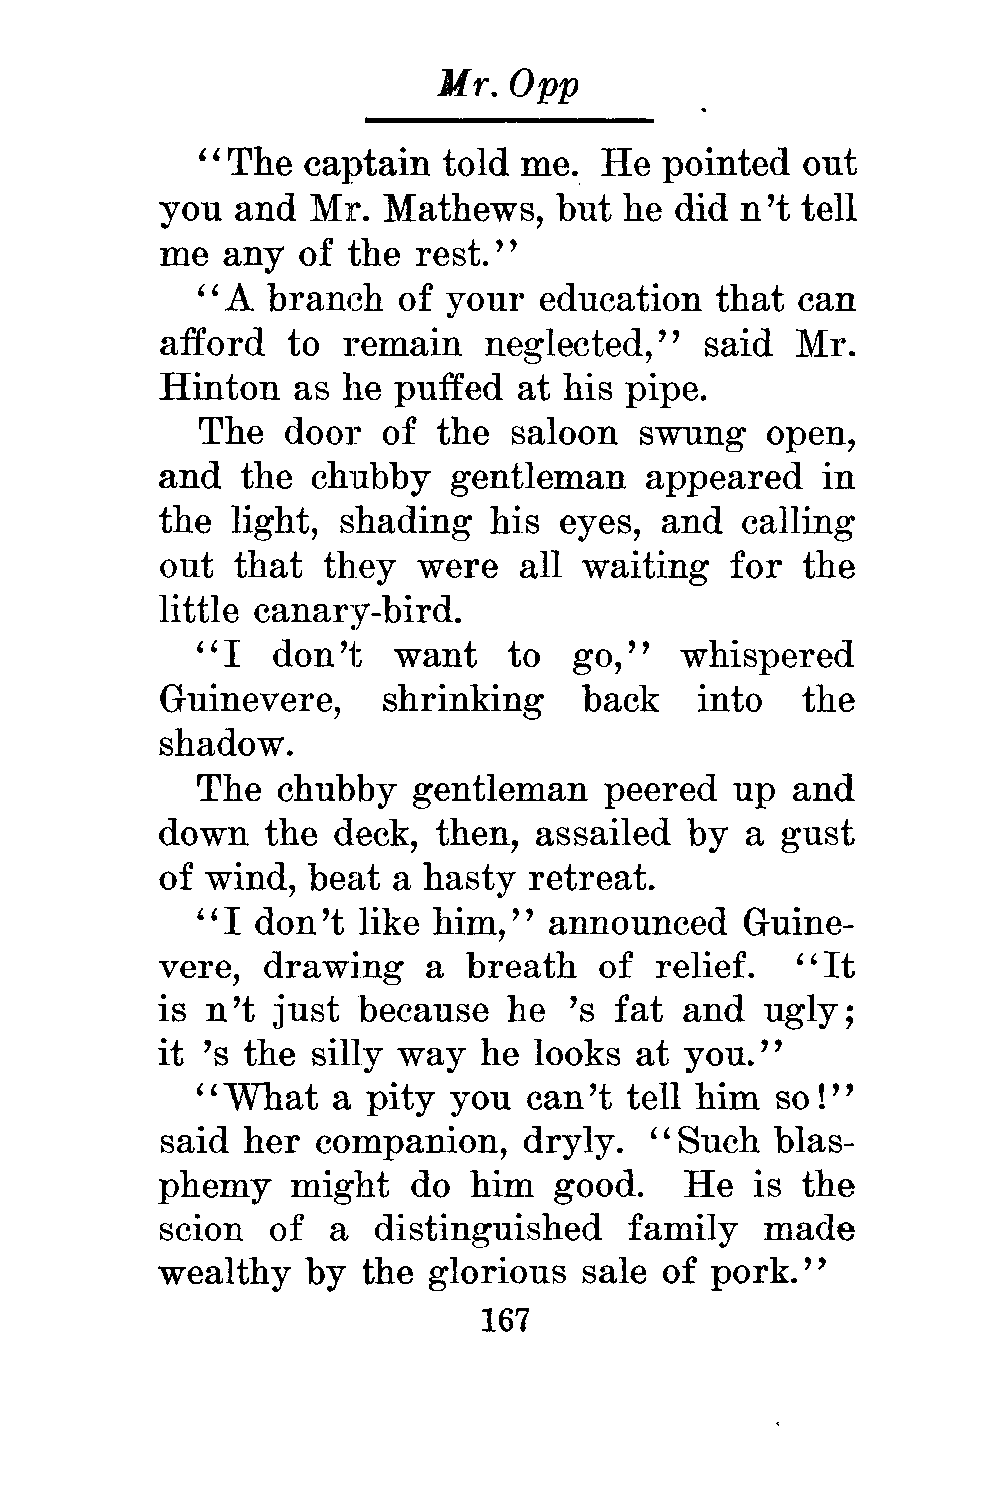 Mr. Opp
"The captain told me. He pointed out
you and Mr. Mathews, but he did n't tell
me any of the rest."
"A branch of your education that can
afford to remain neglected," said Mr.
Hinton as he puffed at his pipe.
The door of the saloon swung open,
and the chubby gentleman appeared in
the light, shading his eyes, and calling
out that they were all waiting for the
little canary-bird.
"I don't want to go," whispered
Guinevere, shrinking back into the
shadow.
The chubby gentleman peered up and
down the deck, then, assailed by a gust
of wind, beat a hasty retreat.
"I don't like him," announced Guine-
vere, drawing a breath of relief. "It
is n't just because he 's fat and ugly;
it 's the silly way he looks at you."
"What a pity you can't tell him so!"
said her companion, dryly. "Such blas-
phemy might do him good. He is the
scion of a distinguished family made
wealthy by the glorious sale of pork."
167